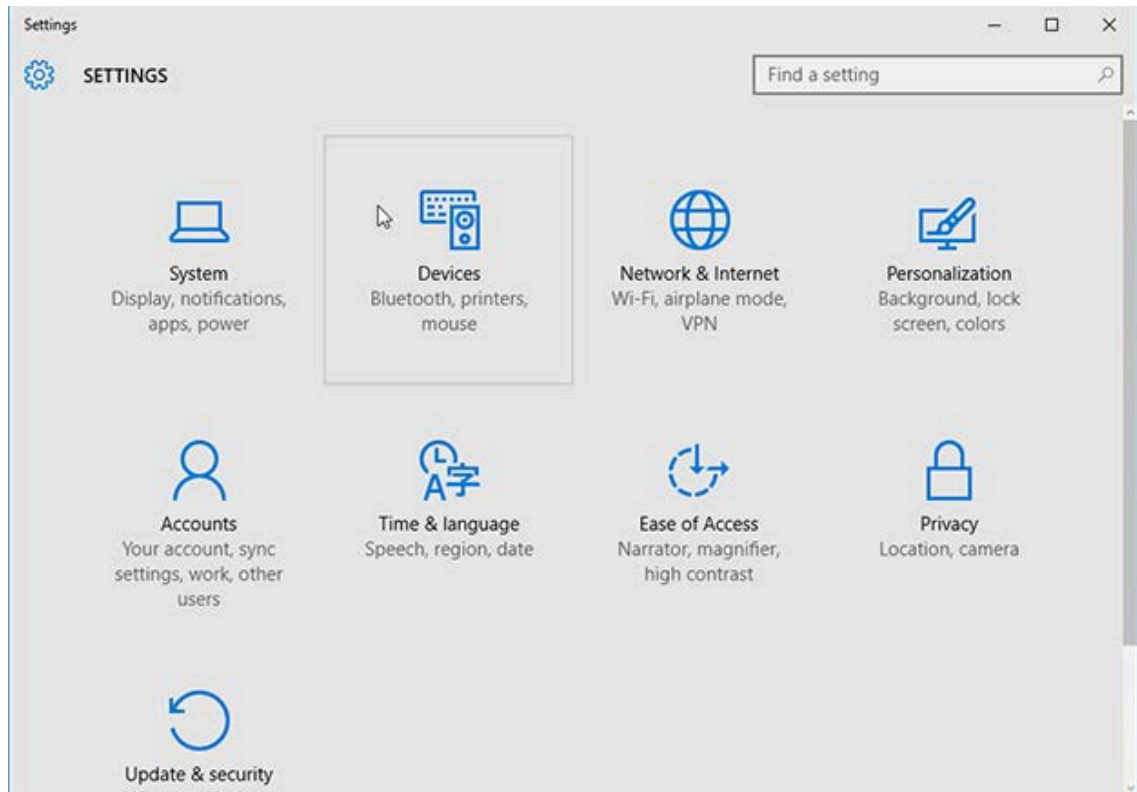 Settings
SETTINGS
Find a setting
System
Display, notifications,
apps, power
Devices
Bluetooth, printers,
mouse
Network & Internet
Wi-Fi, airplane mode,
VPN
Personalization
Background, lock
screen, colors
Accounts
Your account, sync
settings, work, other
users
Time & language
Speech, region, date
Ease of Access
Narrator, magnifier,
high contrast
Privacy
Location, camera
Update & security